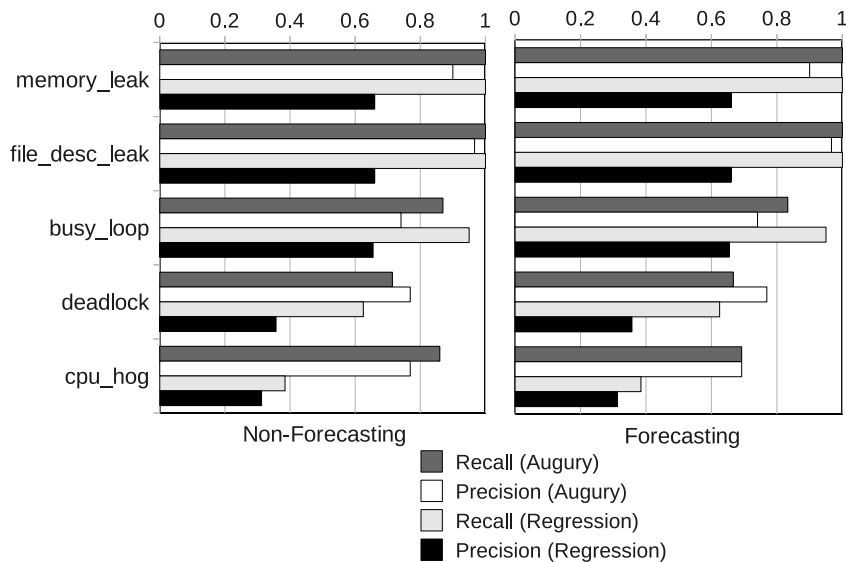 0 0.2 0.4 0.6 0.8 1
0 0.2 0.4 0.6 0.8 1
memory_leak
file_desc_leak
busy_loop
deadlock
cpu_hog
Non-Forecasting
Forecasting
Recall (Augury)
Precision (Augury)
Recall (Regression)
Precision (Regression)